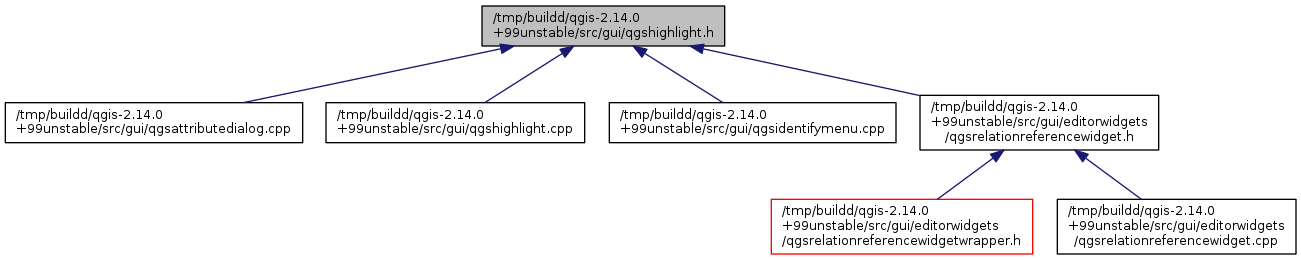 /tmp/buildd/qgis-2.14.0
+99unstable/src/gui/qgshighlight.h
/tmp/buildd/qgis-2.14.0
+99unstable/src/gui/qgsattributedialog.cpp
/tmp/buildd/qgis-2.14.0
+99unstable/src/gui/qgshighlight.cpp
/tmp/buildd/qgis-2.14.0
+99unstable/src/gui/qgsidentifymenu.cpp
/tmp/buildd/qgis-2.14.0
+99unstable/src/gui/editorwidgets
/qgsrelationreferencewidget.h
/tmp/buildd/qgis-2.14.0
+99unstable/src/gui/editorwidgets
/qgsrelationreferencewidgetwrapper.h
/tmp/buildd/qgis-2.14.0
+99unstable/src/gui/editorwidgets
/qgsrelationreferencewidget.cpp